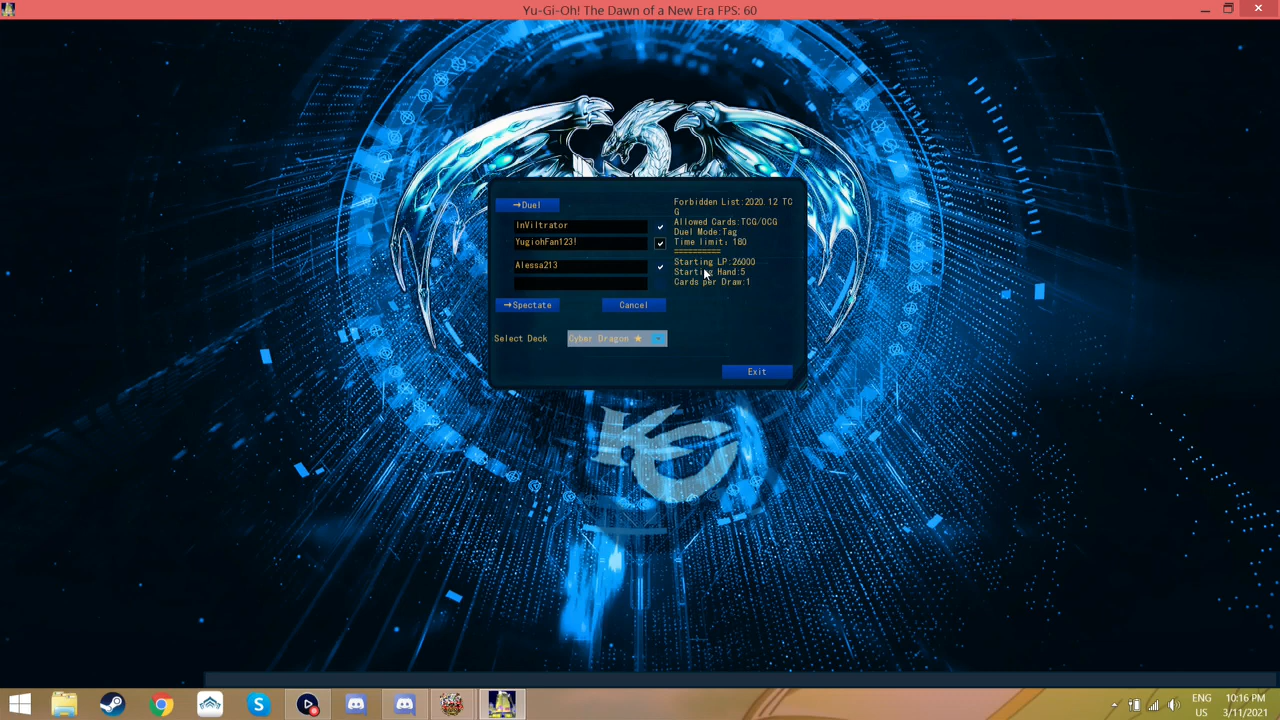 Yu-Gi-Oh! The Dawn of a New Era FPS: 60
→Duel
InViltrator
YugiohFan123!
Alessa213
→Spectate
Cancel
Select Deck
Cyber Dragon ★
Exit
Forbidden List:2020.12 TC
G
Allowed Cards:TCG/OCG
Duel Mode:Tag
Time limit: 180
==========
Starting LP:26000
Starting Hand:5
Cards per Draw:1
KC
ENG
US
10:16 PM
3/11/2021